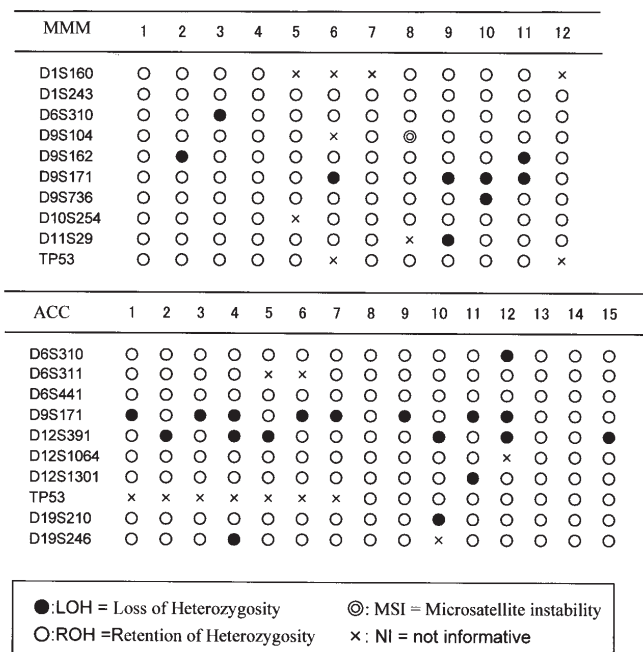 MMM 1 2 3 4 5 6 7 8 9 10 11 12
D1S160 ○ ○ ○ ○ × × × ○ ○ ○ ○ ×
D1S243 ○ ○ ○ ○ ○ ○ ○ ○ ○ ○ ○ ○
D6S310 ○ ○ ● ○ ○ ○ ○ ○ ○ ○ ○ ○
D9S104 ○ ○ ○ ○ ○ × ○ ◎ ○ ○ ○ ○
D9S162 ○ ● ○ ○ ○ ○ ○ ○ ○ ○ ● ○
D9S171 ○ ○ ○ ○ ○ ● ○ ○ ● ● ● ○
D9S736 ○ ○ ○ ○ ○ ○ ○ ○ ○ ● ○ ○
D10S254 ○ ○ ○ ○ × ○ ○ ○ ○ ○ ○ ○
D11S29 ○ ○ ○ ○ ○ ○ ○ × ● ○ ○ ○
TP53 ○ ○ ○ ○ ○ × ○ ○ ○ ○ ○ ×
ACC 1 2 3 4 5 6 7 8 9 10 11 12 13 14 15
D6S310 ○ ○ ○ ○ ○ ○ ○ ○ ○ ○ ○ ● ○ ○ ○
D6S311 ○ ○ ○ ○ × × ○ ○ ○ ○ ○ ○ ○ ○ ○
D6S441 ○ ○ ○ ○ ○ ○ ○ ○ ○ ○ ○ ○ ○ ○ ○
D9S171 ● ○ ● ● ○ ● ● ○ ● ○ ● ● ○ ○ ○
D12S391 ○ ● ○ ● ● ○ ○ ○ ○ ● ○ ● ○ ○ ●
D12S1064 ○ ○ ○ ○ ○ ○ ○ ○ ○ ○ ○ × ○ ○ ○
D12S1301 ○ ○ ○ ○ ○ ○ ○ ○ ○ ○ ● ○ ○ ○ ○
TP53 × × × × × × × ○ ○ ○ ○ ○ ○ ○ ○
D19S210 ○ ○ ○ ○ ○ ○ ○ ○ ○ ● ○ ○ ○ ○ ○
D19S246 ○ ○ ○ ● ○ ○ ○ ○ ○ × ○ ○ ○ ○ ○
●:LOH = Loss of Heterozygosity ◎: MSI = Microsatellite instability
○:ROH =Retention of Heterozygosity ×: NI = not informative